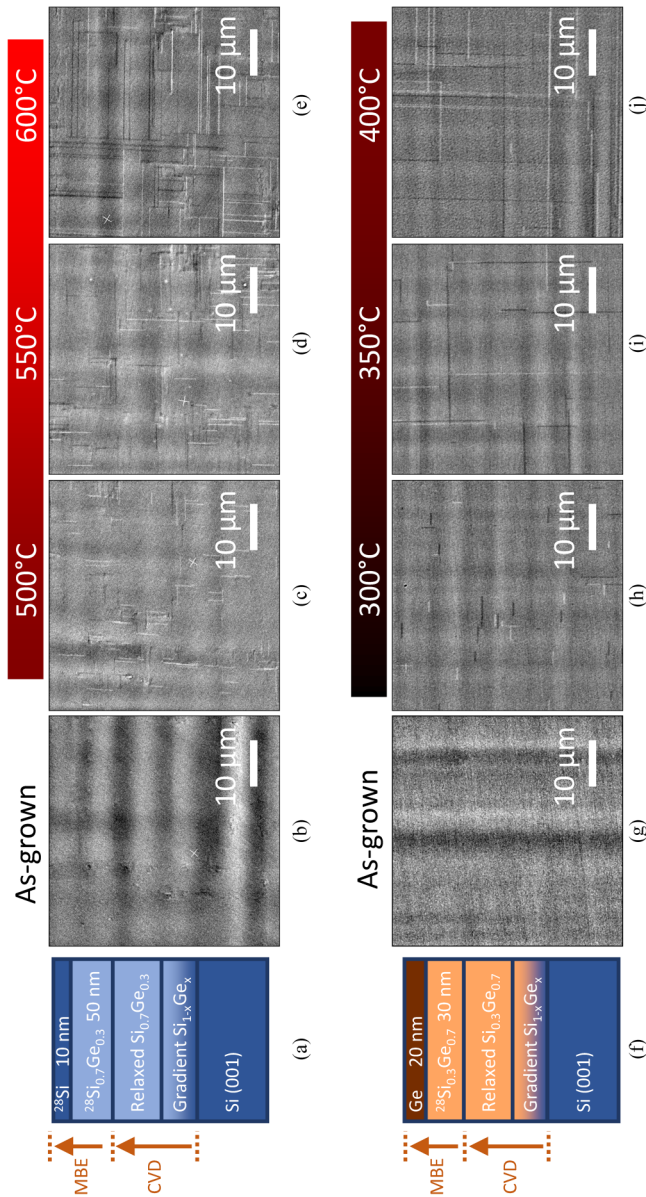 As-grown
500°C 550°C 600°C
MBE
CVD
²⁸Si 10 nm
²⁸Si₀.₇Ge₀.₃ 50 nm
Relaxed Si₀.₇Ge₀.₃
Gradient Si₁₋ₓGeₓ
Si (001)
10 μm
10 μm
10 μm
10 μm
(a) (b) (c) (d) (e)
As-grown
300°C 350°C 400°C
MBE
CVD
Ge 20 nm
²⁸Si₀.₃Ge₀.₇ 30 nm
Relaxed Si₀.₃Ge₀.₇
Gradient Si₁₋ₓGeₓ
Si (001)
10 μm
10 μm
10 μm
10 μm
(f) (g) (h) (i) (j)